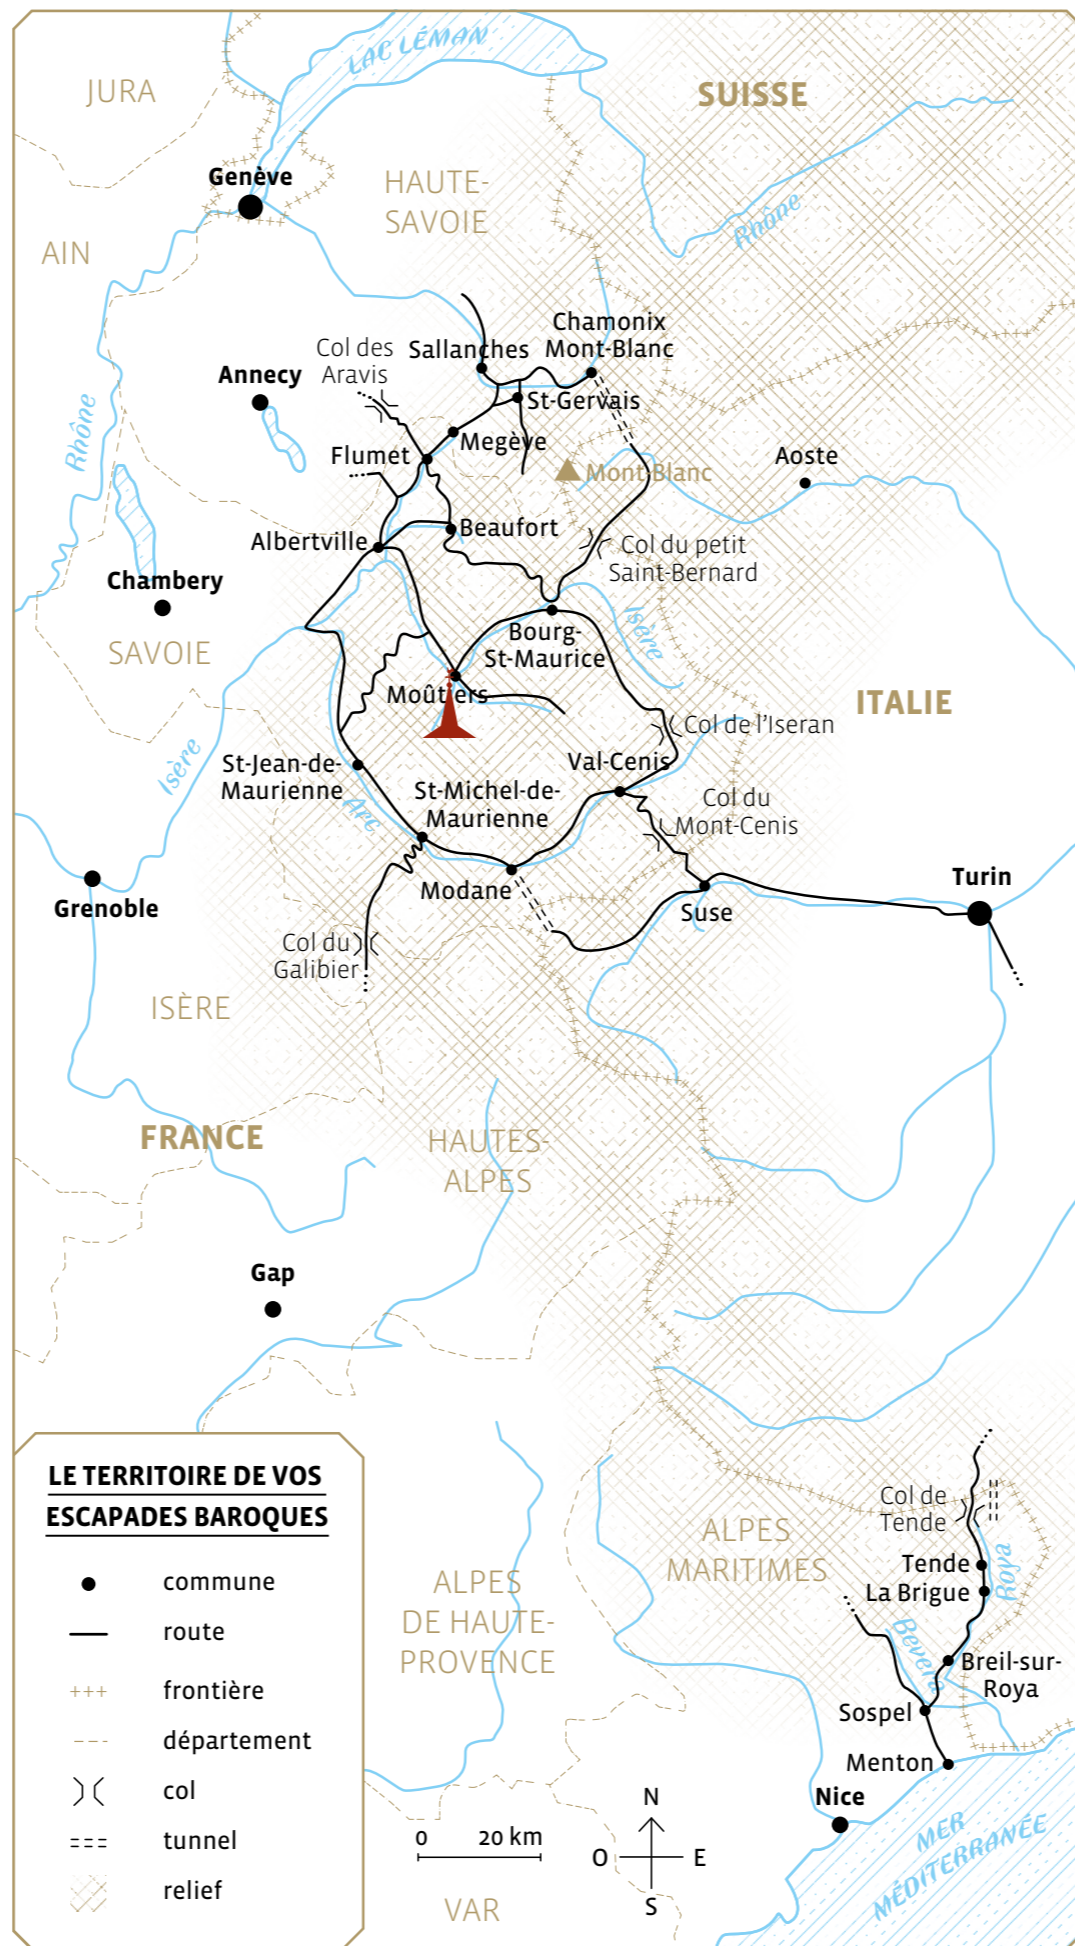 LAC LÉMAN
JURA
SUISSE
Genève
HAUTE-
SAVOIE
Rhône
AIN
Chamonix
Mont-Blanc
Col des
Aravis
Sallanches
Annecy
St-Gervais
Rhône
Megève
Flumet
Mont-Blanc
Aoste
Beaufort
Albertville
Col du petit
Saint-Bernard
Chambery
Isère
Bourg-
St-Maurice
SAVOIE
Moûtiers
ITALIE
Col de l'Iseran
Isère
St-Jean-de-
Maurienne
Val-Cenis
St-Michel-de-
Maurienne
Col du
Mont-Cenis
Arc
Modane
Turin
Grenoble
Suse
Col du
Galibier
ISÈRE
FRANCE
HAUTES-
ALPES
Gap
LE TERRITOIRE DE VOS
ESCAPADES BAROQUES
commune
route
frontière
département
col
tunnel
relief
Col de
Tende
ALPES
MARITIMES
Tende
La Brigue
Roya
ALPES
DE HAUTE-
PROVENCE
Bevera
Breil-sur-
Roya
Sospel
Menton
Nice
MER
MÉDITERRANÉE
0 20 km
N
O E
S
VAR